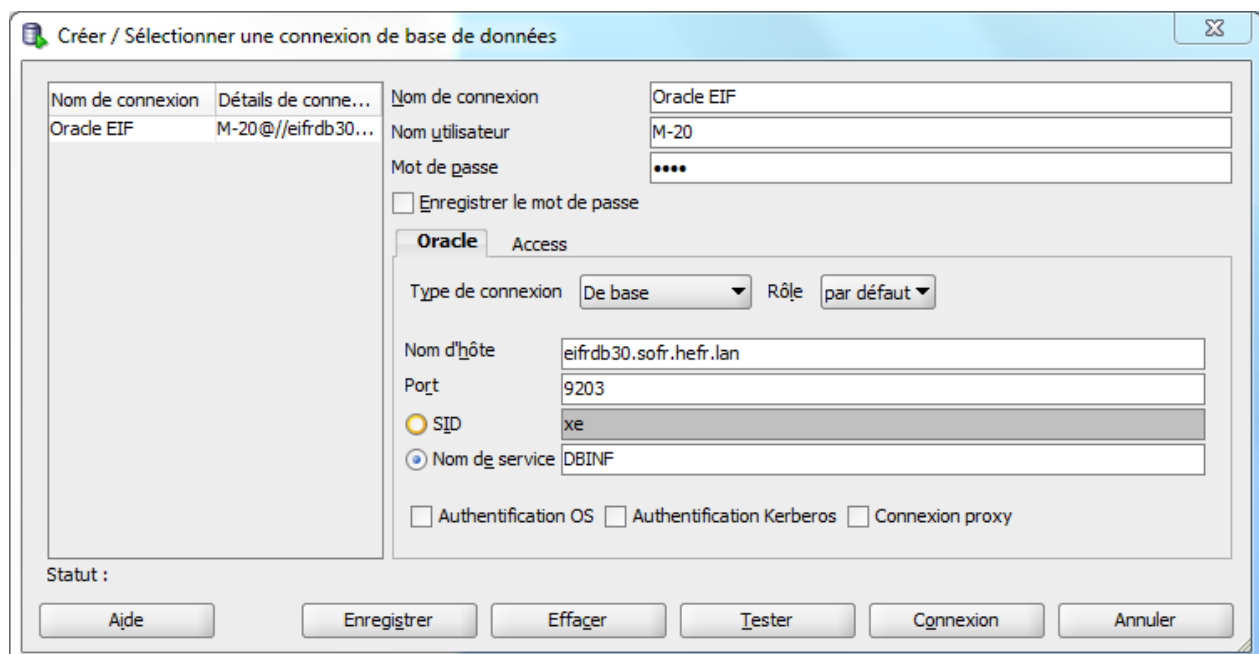 Créer / Sélectionner une connexion de base de données
Nom de connexion Détails de conne...
Oracle EIF M-20@//eifrdb30...
Nom de connexion Oracle EIF
Nom utilisateur M-20
Mot de passe ••••
Enregistrer le mot de passe
Oracle Access
Type de connexion De base Rôle par défaut
Nom d'hôte eifrdb30.sofr.hefr.lan
Port 9203
SID xe
Nom de service DBINF
Authentification OS Authentification Kerberos Connexion proxy
Statut :
Aide Enregistrer Effacer Tester Connexion Annuler